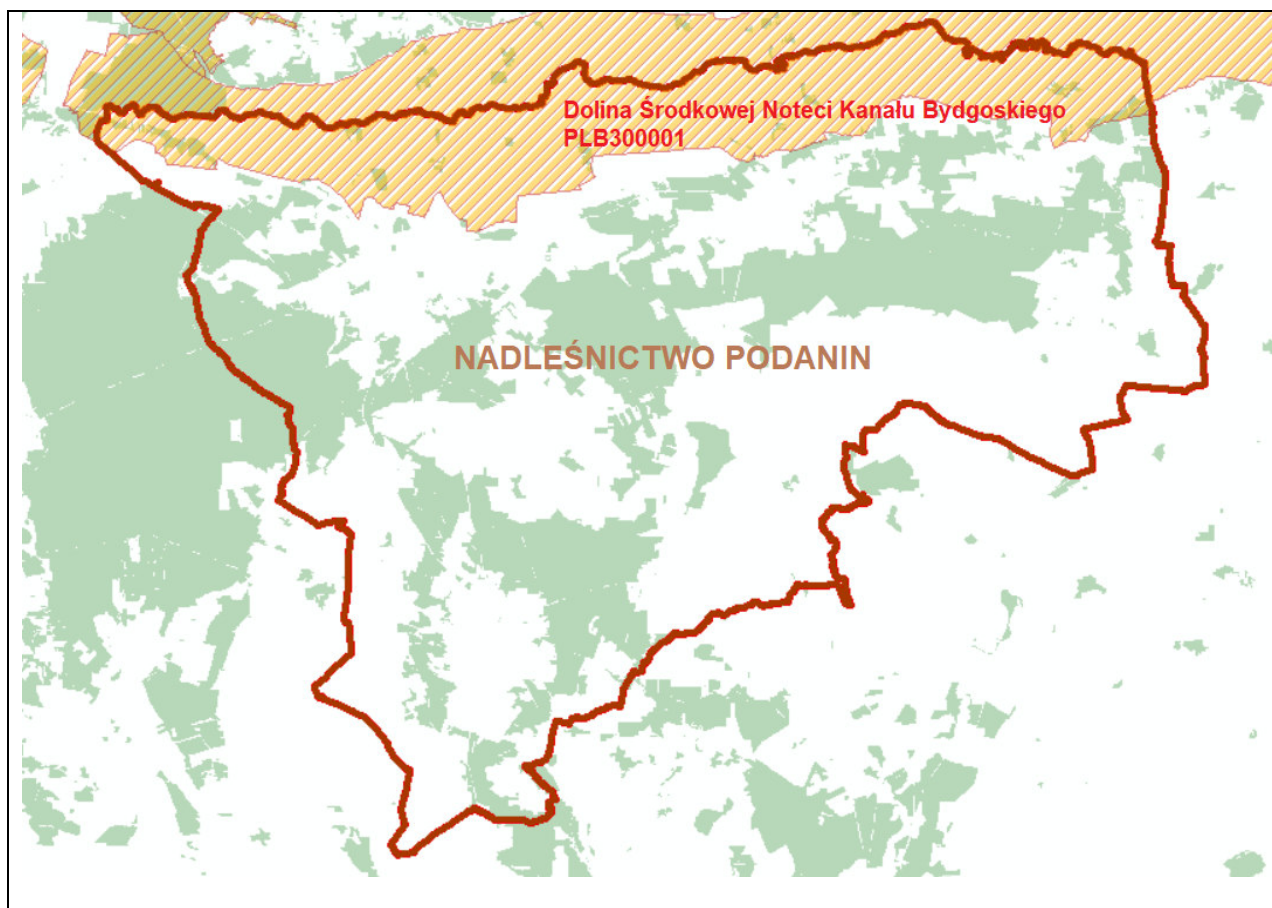 Dolina Środkowej Noteci Kanału Bydgoskiego
PLB300001
NADLEŚNICTWO PODANIN